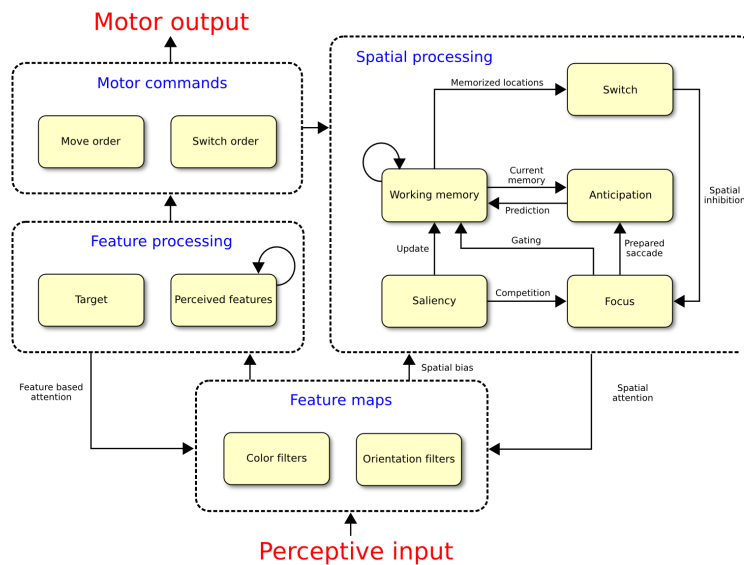 Motor output
Motor commands
Move order
Switch order
Spatial processing
Memorized locations
Switch
Working memory
Current
memory
Prediction
Anticipation
Spatial
inhibition
Update
Gating
Prepared
saccade
Saliency
Competition
Focus
Feature processing
Target
Perceived features
Feature based
attention
Spatial bias
Spatial
attention
Feature maps
Color filters
Orientation filters
Perceptive input